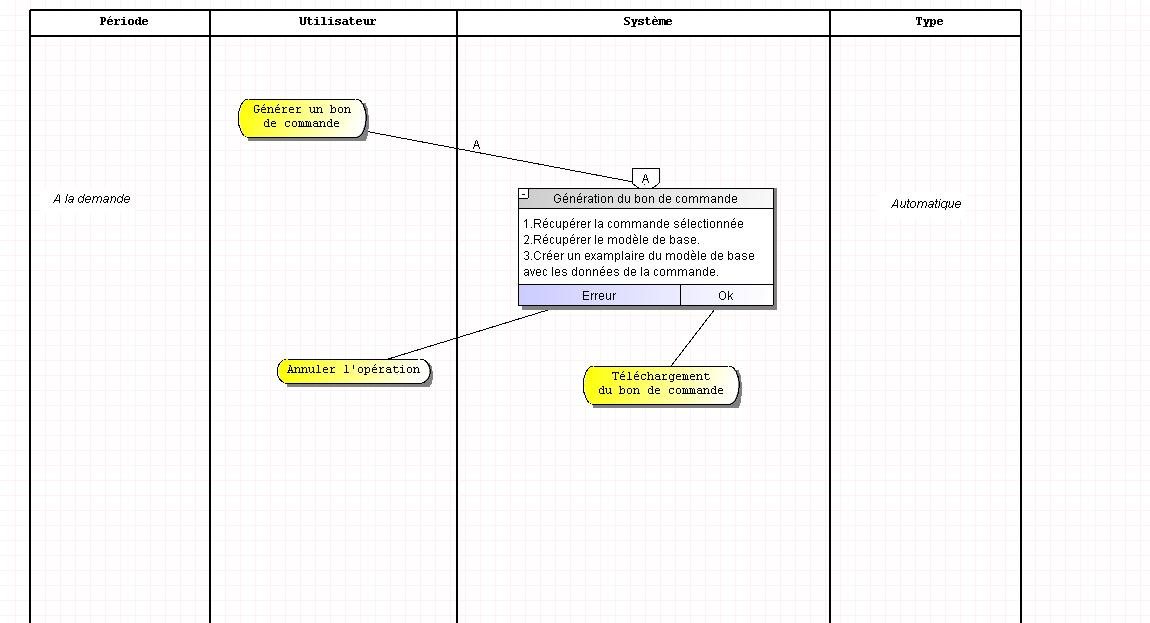 Période
Utilisateur
Système
Type
Générer un bon
de commande
A
A
A la demande
Génération du bon de commande
Automatique
-
1.Récupérer la commande sélectionnée
2.Récupérer le modèle de base.
3.Créer un examplaire du modèle de base
avec les données de la commande.
Erreur
Ok
Annuler l'opération
Téléchargement
du bon de commande